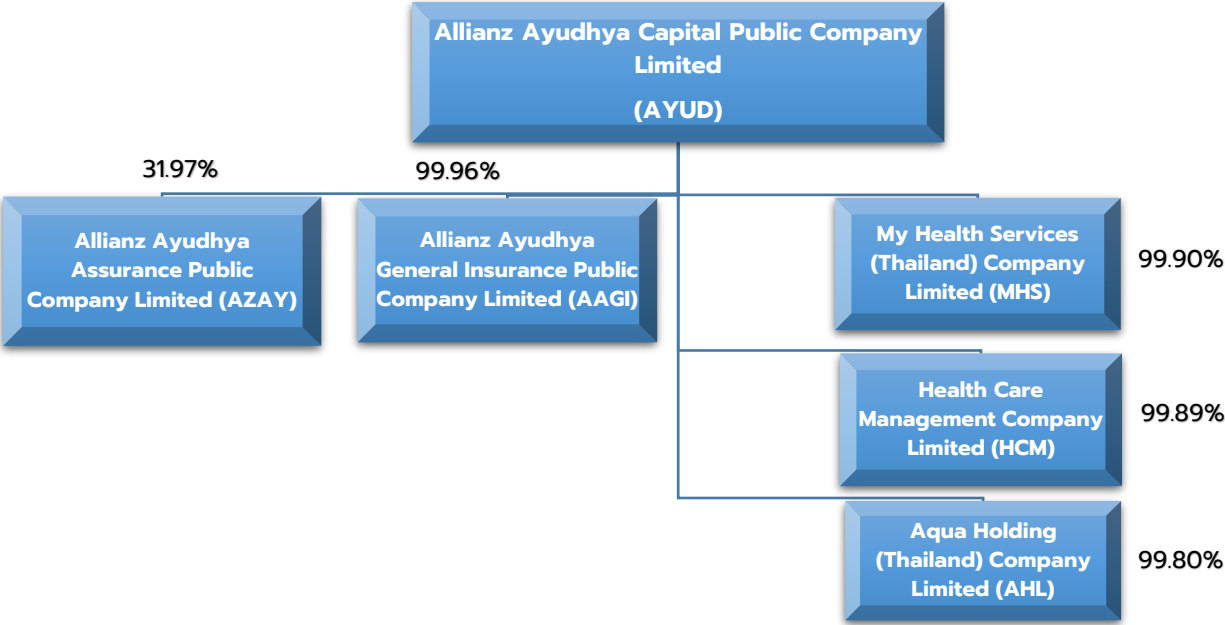 Allianz Ayudhya Capital Public Company
Limited
(AYUD)
31.97%
99.96%
Allianz Ayudhya
Assurance Public
Company Limited (AZAY)
Allianz Ayudhya
General Insurance Public
Company Limited (AAGI)
My Health Services
(Thailand) Company
Limited (MHS)
99.90%
Health Care
Management Company
Limited (HCM)
99.89%
Aqua Holding
(Thailand) Company
Limited (AHL)
99.80%